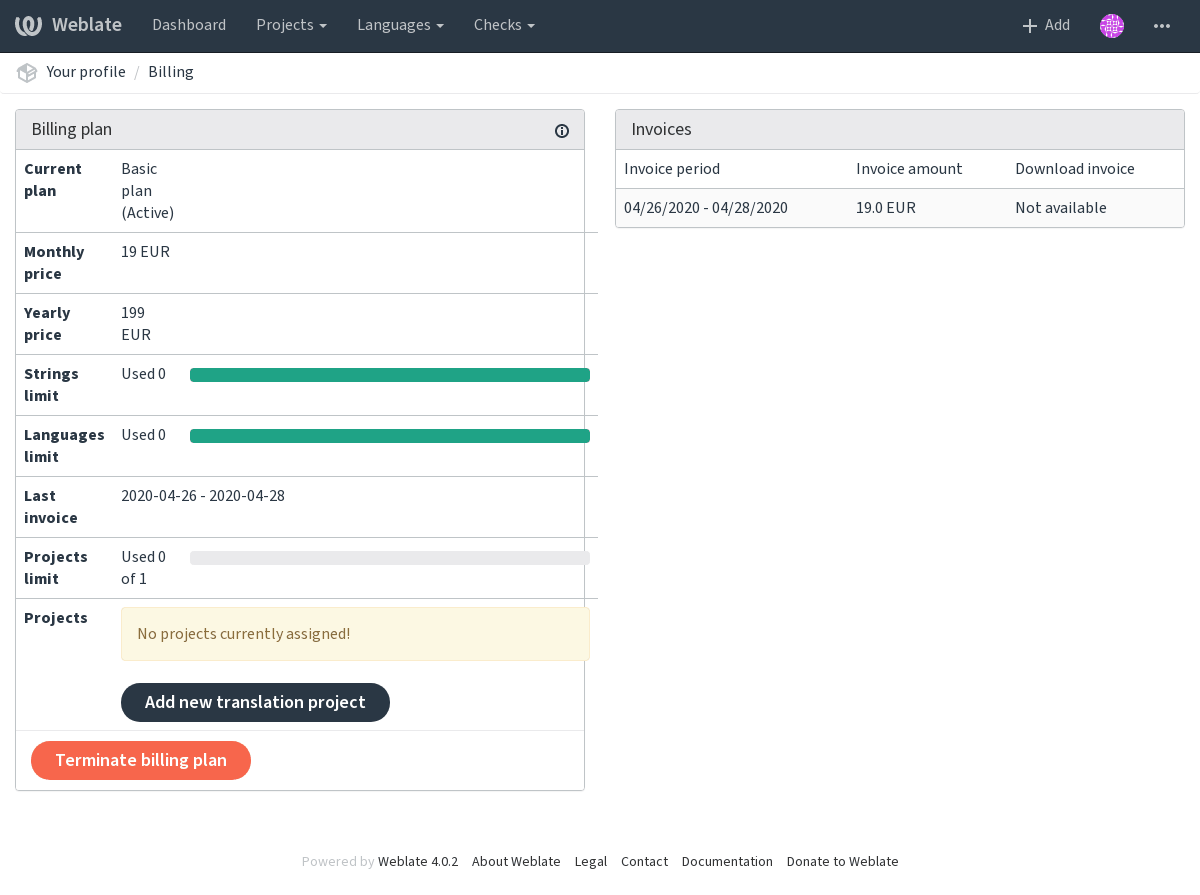 Weblate Dashboard Projects Languages Checks Add
Your profile / Billing
Billing plan
Current plan
Basic plan (Active)
Monthly price
19 EUR
Yearly price
199 EUR
Strings limit
Used 0
Languages limit
Used 0
Last invoice
2020-04-26 - 2020-04-28
Projects limit
Used 0 of 1
Projects
No projects currently assigned!
Add new translation project
Terminate billing plan
Invoices
Invoice period Invoice amount Download invoice
04/26/2020 - 04/28/2020 19.0 EUR Not available
Powered by Weblate 4.0.2 About Weblate Legal Contact Documentation Donate to Weblate